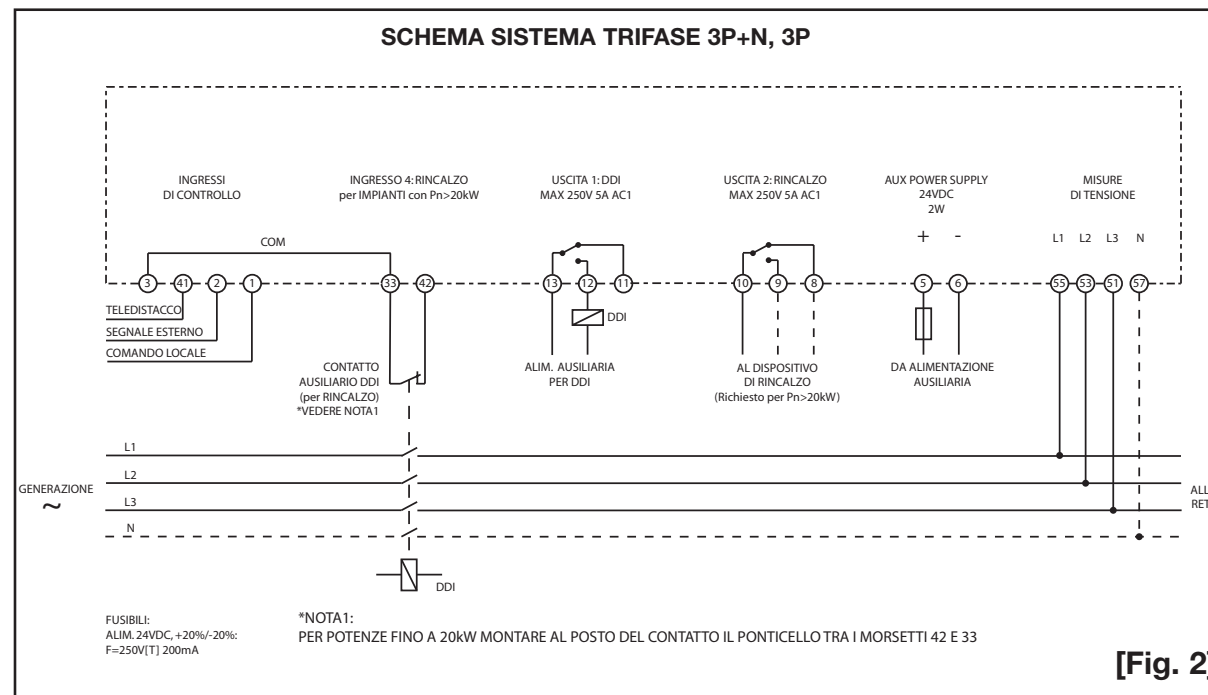 SCHEMA SISTEMA TRIFASE 3P+N, 3P
INGRESSI
DI CONTROLLO
INGRESSO 4: RINCALZO
per IMPIANTI con Pn>20kW
USCITA 1: DDI
MAX 250V 5A AC1
USCITA 2: RINCALZO
MAX 250V 5A AC1
AUX POWER SUPPLY
24VDC
2W
MISURE
DI TENSIONE
+ -
L1 L2 L3 N
COM
3 41 2 1 33 42 13 12 11 10 9 8 5 6 55 53 51 57
TELEDISTACCO
SEGNALE ESTERNO
COMANDO LOCALE
DDI
CONTATTO
AUSILIARIO DDI
(per RINCALZO)
*VEDERE NOTA1
ALIM. AUSILIARIA
PER DDI
AL DISPOSITIVO
DI RINCALZO
(Richiesto per Pn>20kW)
DA ALIMENTAZIONE
AUSILIARIA
L1
L2
GENERAZIONE
~
L3
N
ALL
RET
DDI
FUSIBILI:
ALIM. 24VDC, +20%/-20%:
F=250V[T] 200mA
*NOTA1:
PER POTENZE FINO A 20kW MONTARE AL POSTO DEL CONTATTO IL PONTICELLO TRA I MORSETTI 42 E 33
[Fig. 2]